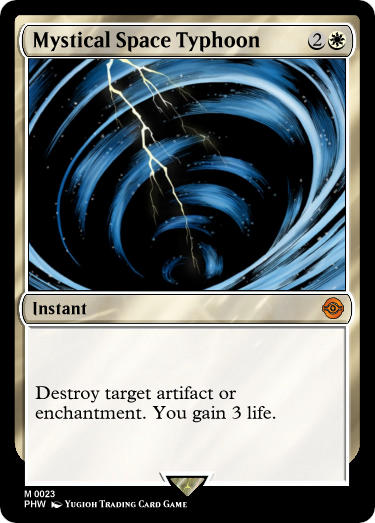 Mystical Space Typhoon 2
Instant
Destroy target artifact or
enchantment. You gain 3 life.
M 0023
PHW Yugioh Trading Card Game